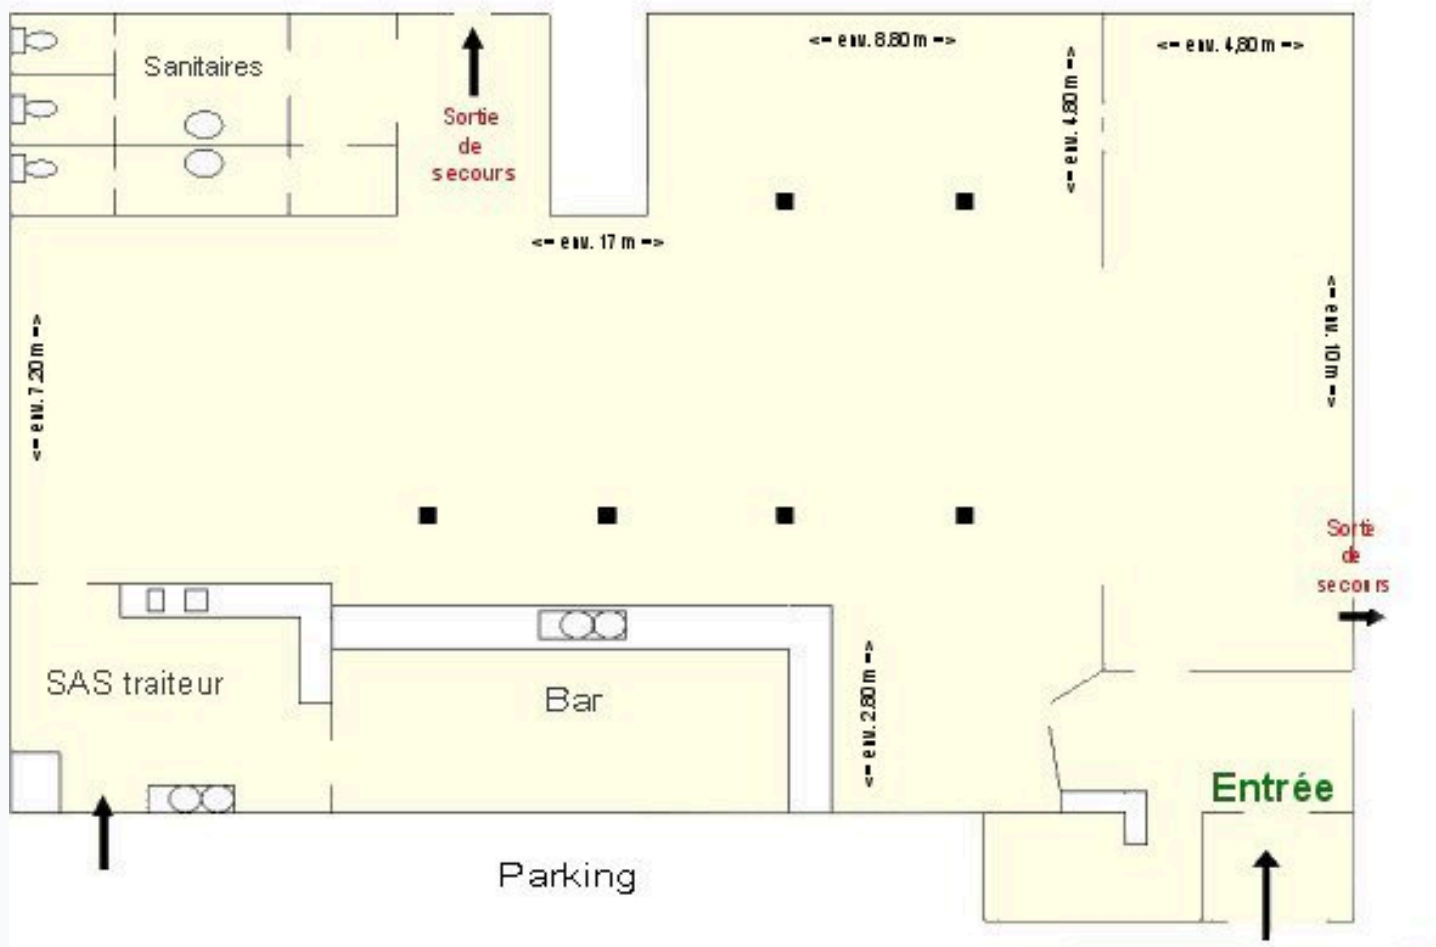 <- env. 8.80 m ->
<- env. 4,80 m ->
Sanitaires
<- env. 4.80 m ->
Sortie
de
secours
<- env. 17 m ->
<- env. 7.20 m ->
<- env. 10 m ->
Sortie
de
secours
SAS traiteur
Bar
<- env. 2.80 m ->
Entrée
Parking